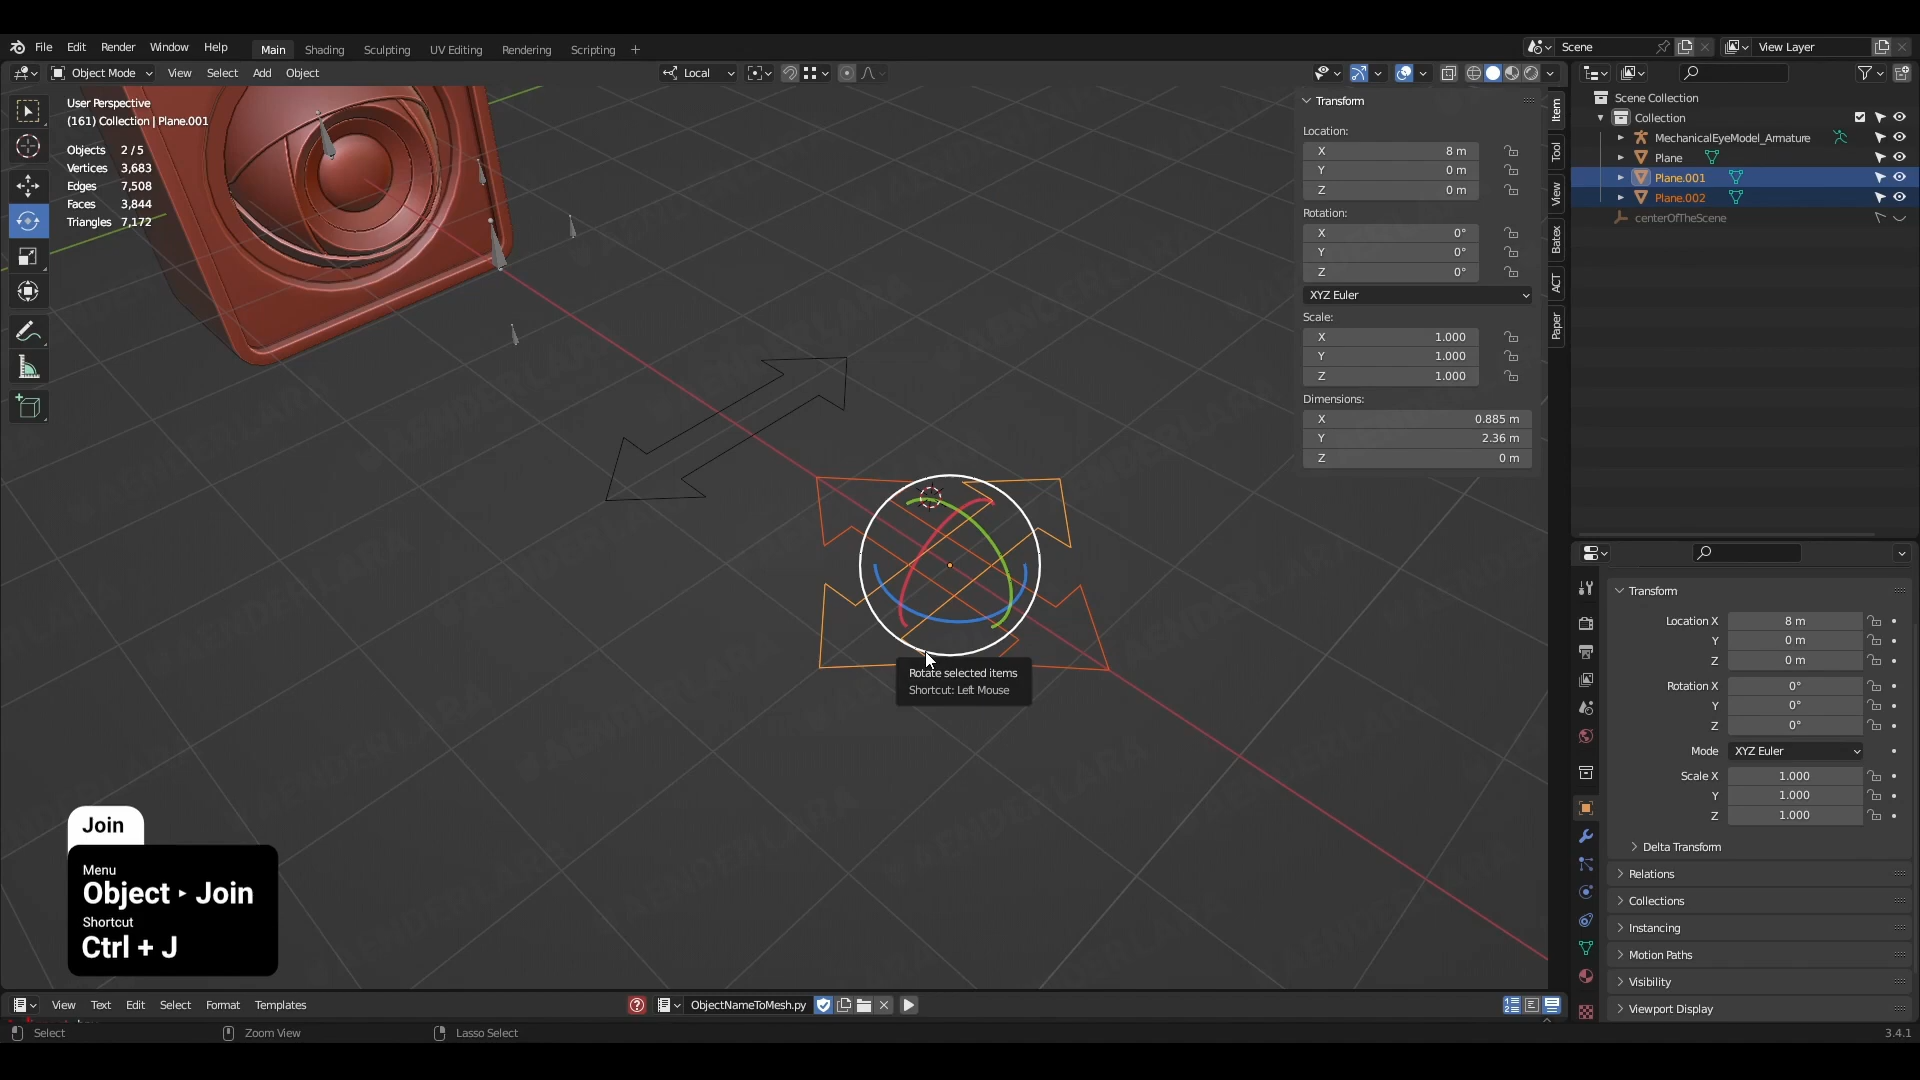 File Edit Render Window Help
Main Shading Sculpting UV Editing Rendering Scripting +
Scene
View Layer
Object Mode View Select Add Object
Local
User Perspective
(161) Collection | Plane.001
Objects 2 / 5
Vertices 3,683
Edges 7,508
Faces 3,844
Triangles 7,172
Transform
Location:
X 8 m
Y 0 m
Z 0 m
Rotation:
X 0°
Y 0°
Z 0°
XYZ Euler
Scale:
X 1.000
Y 1.000
Z 1.000
Dimensions:
X 0.885 m
Y 2.36 m
Z 0 m
Item
Tool
View
Batex
ACT
Paper
Scene Collection
Collection
MechanicalEyeModel_Armature
Plane
Plane.001
Plane.002
centerOfTheScene
Rotate selected items
Shortcut: Left Mouse
Transform
Location X 8 m
Y 0 m
Z 0 m
Rotation X 0°
Y 0°
Z 0°
Mode XYZ Euler
Scale X 1.000
Y 1.000
Z 1.000
Delta Transform
Relations
Collections
Instancing
Motion Paths
Visibility
Viewport Display
Join
Menu
Object ‣ Join
Shortcut
Ctrl + J
View Text Edit Select Format Templates
ObjectNameToMesh.py
Select
Zoom View
Lasso Select
3.4.1